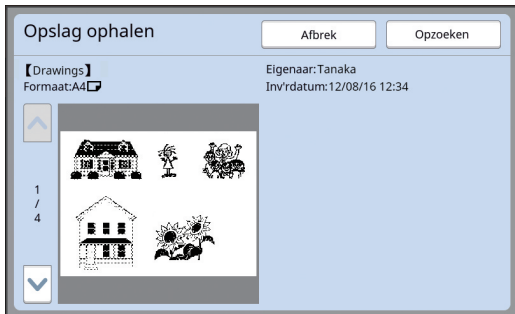 Opslag ophalen
Afbrek
Opzoeken
【Drawings】
Formaat:A4
Eigenaar:Tanaka
Inv'rdatum:12/08/16 12:34
1
/
4